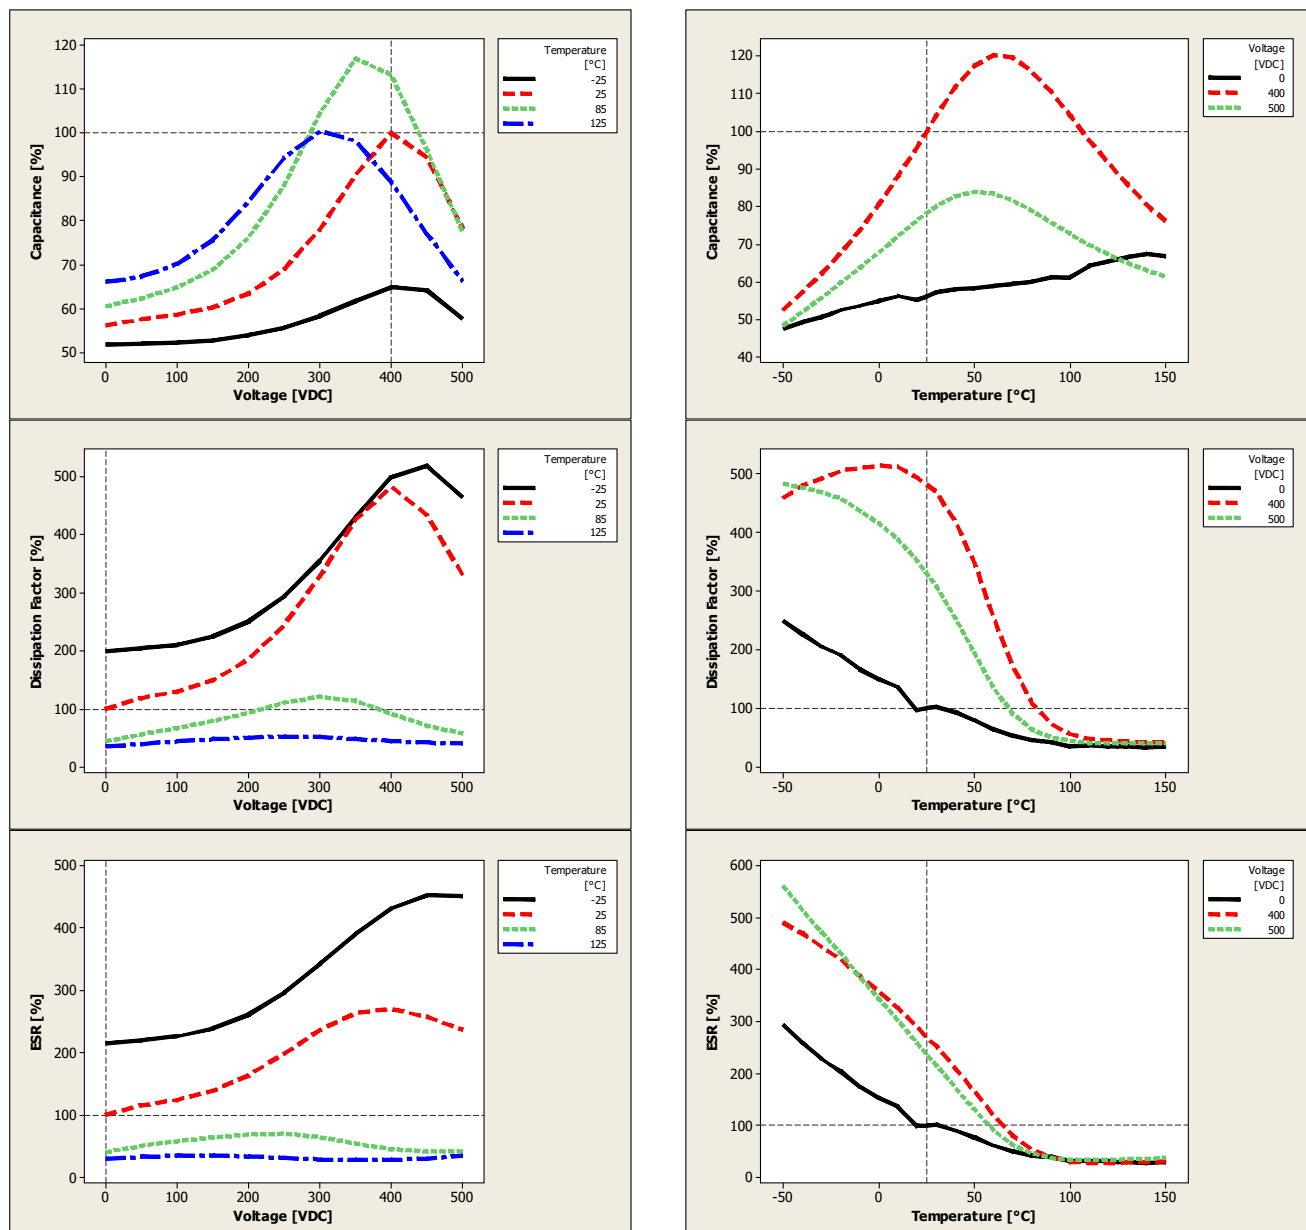 Capacitance [%]
120
110
100
90
80
70
60
50
0 100 200 300 400 500
Voltage [VDC]
Temperature
[°C]
-25
25
85
125
Capacitance [%]
120
110
100
90
80
70
60
50
40
-50 0 50 100 150
Temperature [°C]
Voltage
[VDC]
0
400
500
Dissipation Factor [%]
500
400
300
200
100
0
0 100 200 300 400 500
Voltage [VDC]
Temperature
[°C]
-25
25
85
125
Dissipation Factor [%]
500
400
300
200
100
0
-50 0 50 100 150
Temperature [°C]
Voltage
[VDC]
0
400
500
ESR [%]
500
400
300
200
100
0
0 100 200 300 400 500
Voltage [VDC]
Temperature
[°C]
-25
25
85
125
ESR [%]
600
500
400
300
200
100
0
-50 0 50 100 150
Temperature [°C]
Voltage
[VDC]
0
400
500